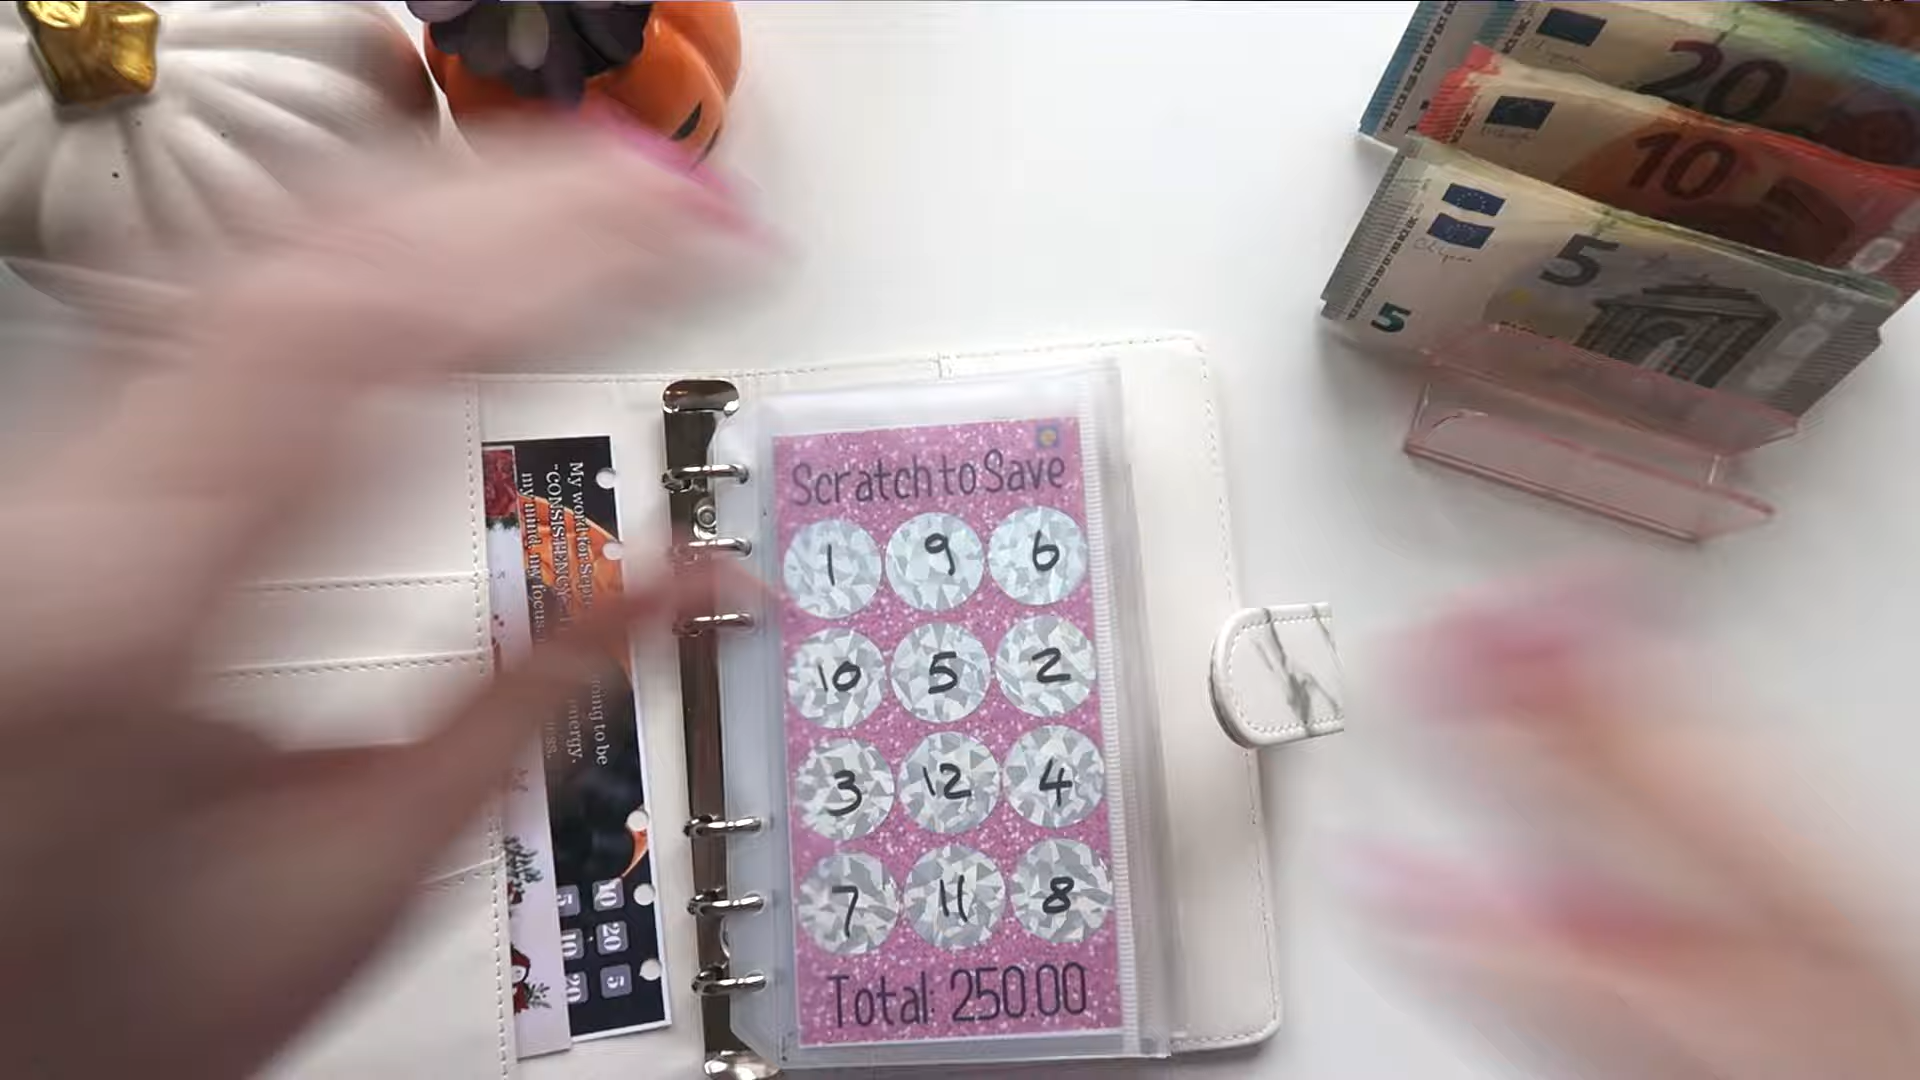 20
10
5
5
Scratch to Save
1 9 6
10 5 2
3 12 4
7 11 8
Total: 250.00
My word for
"CONSISTENCY"
my mind, my focus,
going to be
energy.
10 20 5
5 10 20